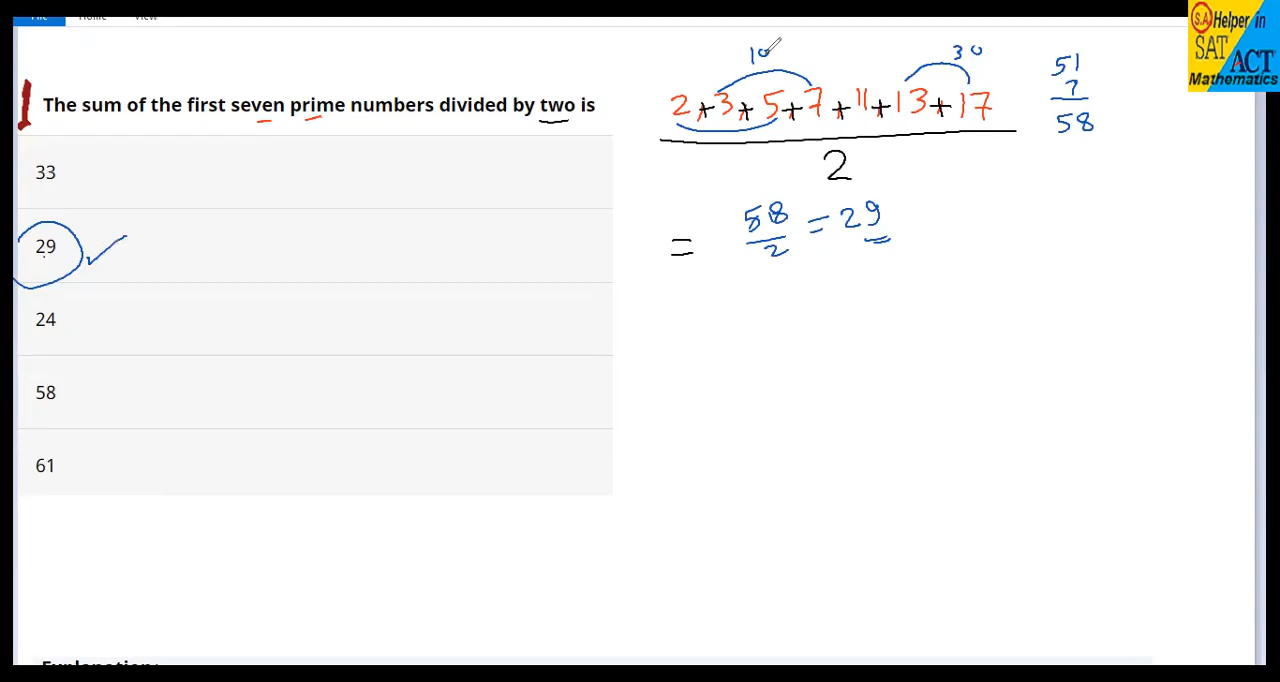 File Home View
S.A Helper in
SAT
ACT
Mathematics
The sum of the first seven prime numbers divided by two is
33
29
24
58
61
10
30
2+3+5+7+11+13+17
2
51
7
58
= 58/2 = 29
Explanation: